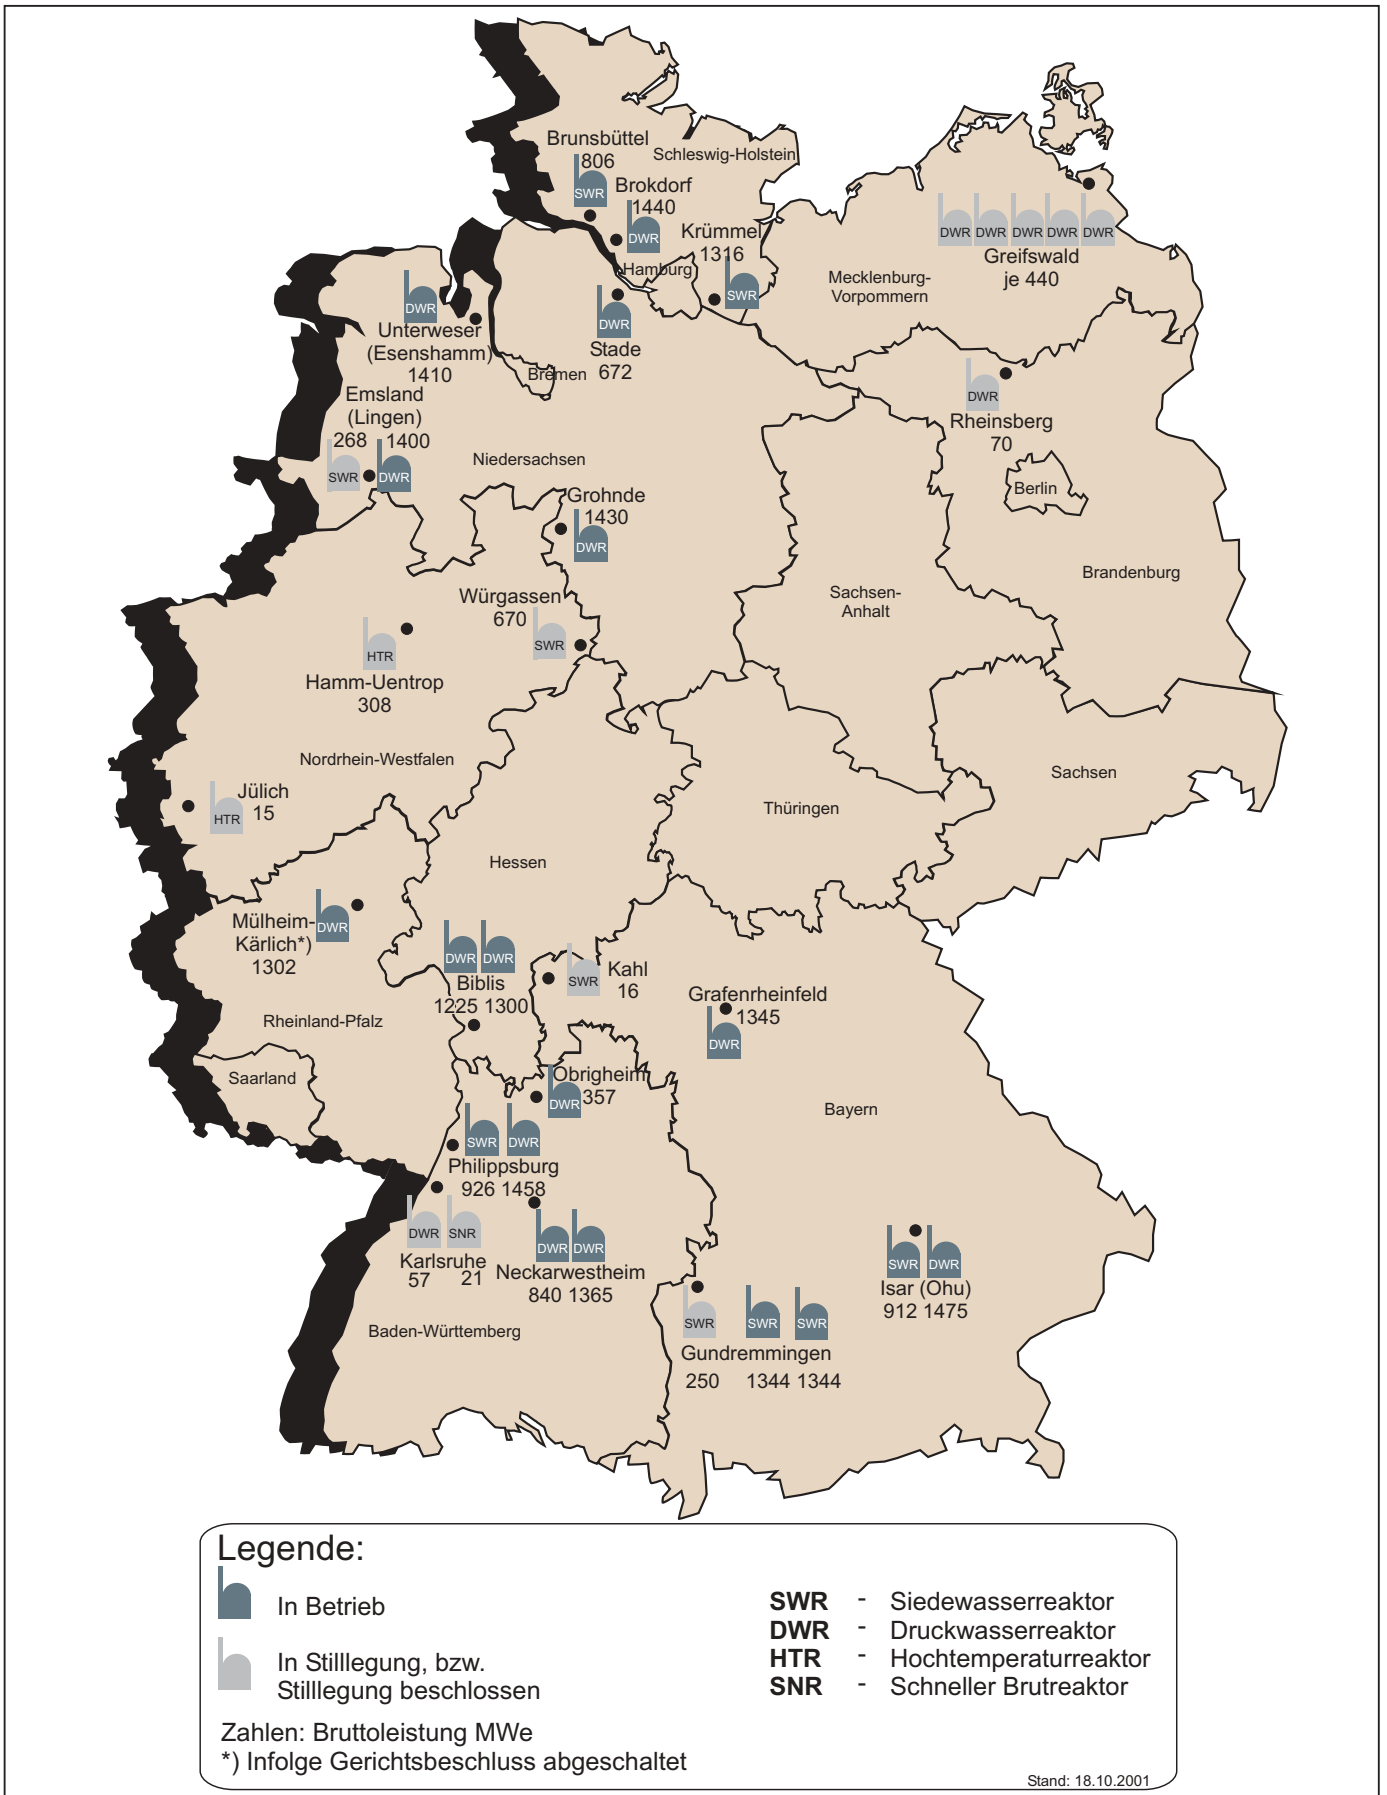 Brunsbüttel
806
SWR
Schleswig-Holstein
Brokdorf
1440
DWR
Krümmel
1316
SWR
Hamburg
DWR DWR DWR DWR DWR
Greifswald
je 440
Mecklenburg-
Vorpommern
DWR
Unterweser
(Esenshamm)
1410
DWR
Stade
672
Bremen
DWR
Rheinsberg
70
Emsland
(Lingen)
268 1400
SWR DWR
Niedersachsen
Berlin
Grohnde
1430
DWR
Brandenburg
Würgassen
670
SWR
Sachsen-
Anhalt
HTR
Hamm-Uentrop
308
Nordrhein-Westfalen
Sachsen
Jülich
15
HTR
Thüringen
Hessen
Mülheim-
Kärlich*)
1302
DWR
DWR DWR
Biblis
1225 1300
SWR
Kahl
16
Grafenrheinfeld
1345
DWR
Rheinland-Pfalz
Saarland
Obrigheim
357
DWR
Bayern
SWR DWR
Philippsburg
926 1458
DWR SNR
Karlsruhe
57 21
DWR DWR
Neckarwestheim
840 1365
SWR DWR
Isar (Ohu)
912 1475
Baden-Württemberg
SWR SWR SWR
Gundremmingen
250 1344 1344
Legende:
In Betrieb
In Stilllegung, bzw.
Stilllegung beschlossen
Zahlen: Bruttoleistung MWe
*) Infolge Gerichtsbeschluss abgeschaltet
SWR - Siedewasserreaktor
DWR - Druckwasserreaktor
HTR - Hochtemperaturreaktor
SNR - Schneller Brutreaktor
Stand: 18.10.2001